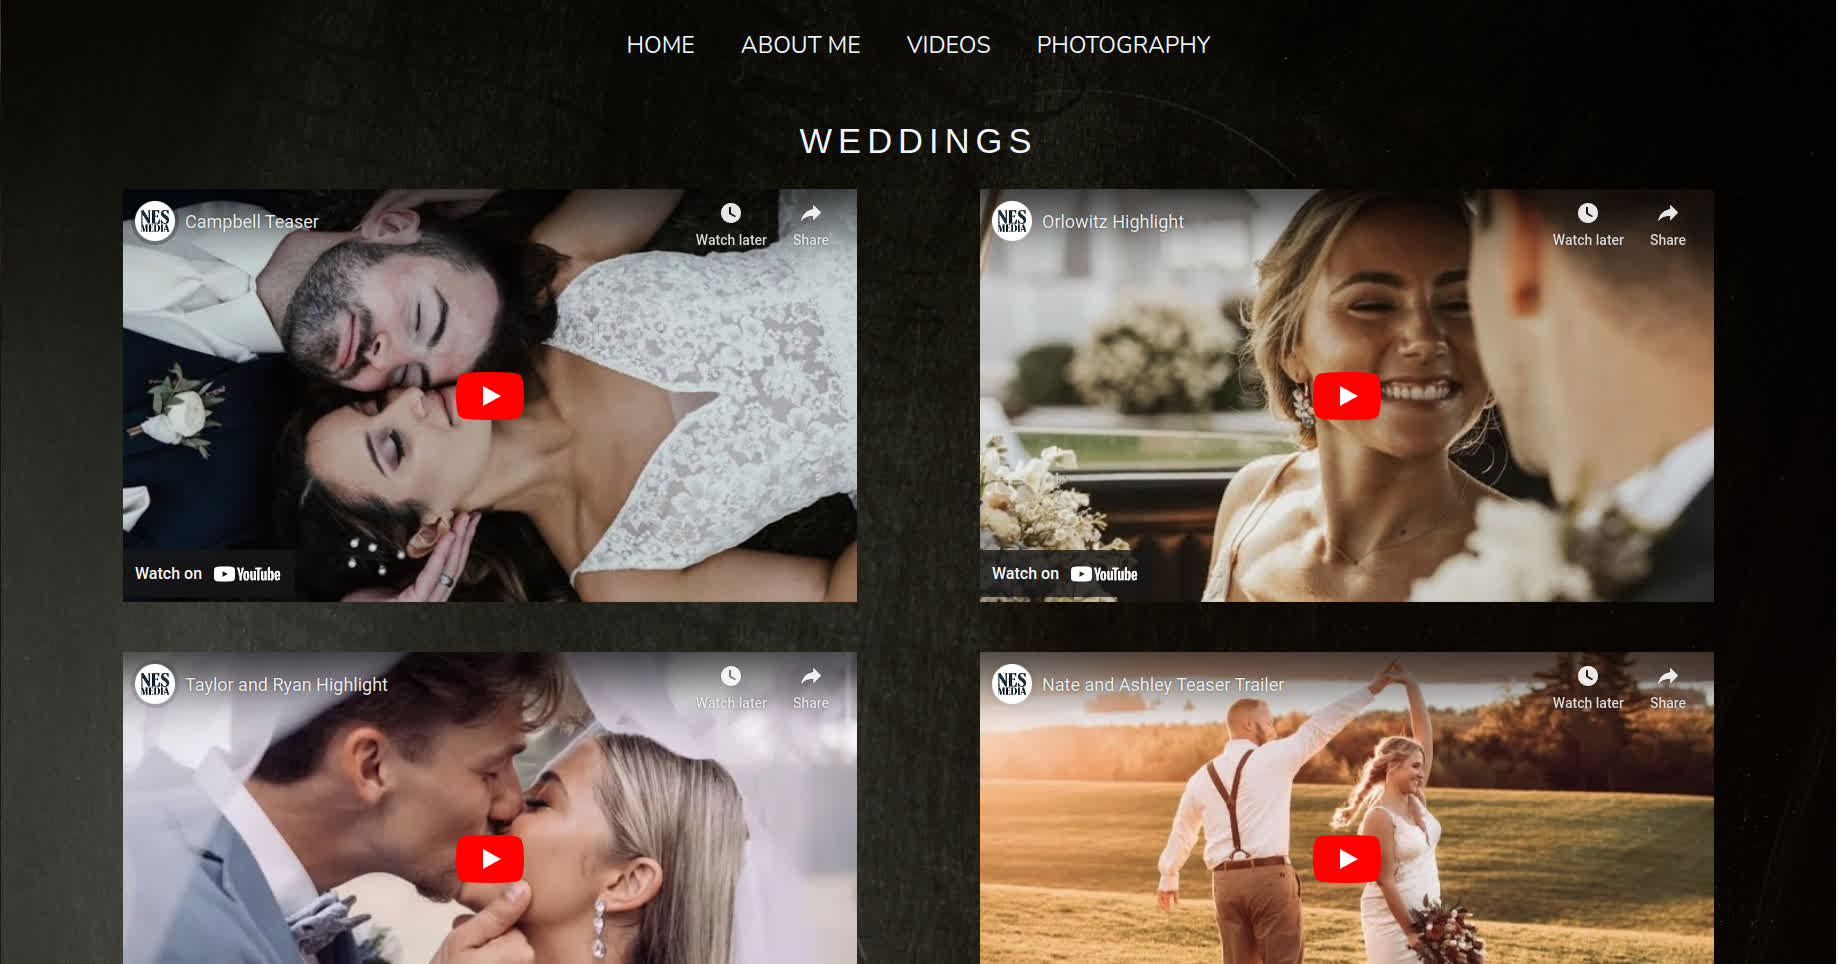 HOME ABOUT ME VIDEOS PHOTOGRAPHY
WEDDINGS
NES MEDIA Campbell Teaser Watch later Share
Watch on YouTube
NES MEDIA Orlowitz Highlight Watch later Share
Watch on YouTube
NES MEDIA Taylor and Ryan Highlight Watch later Share
NES MEDIA Nate and Ashley Teaser Trailer Watch later Share